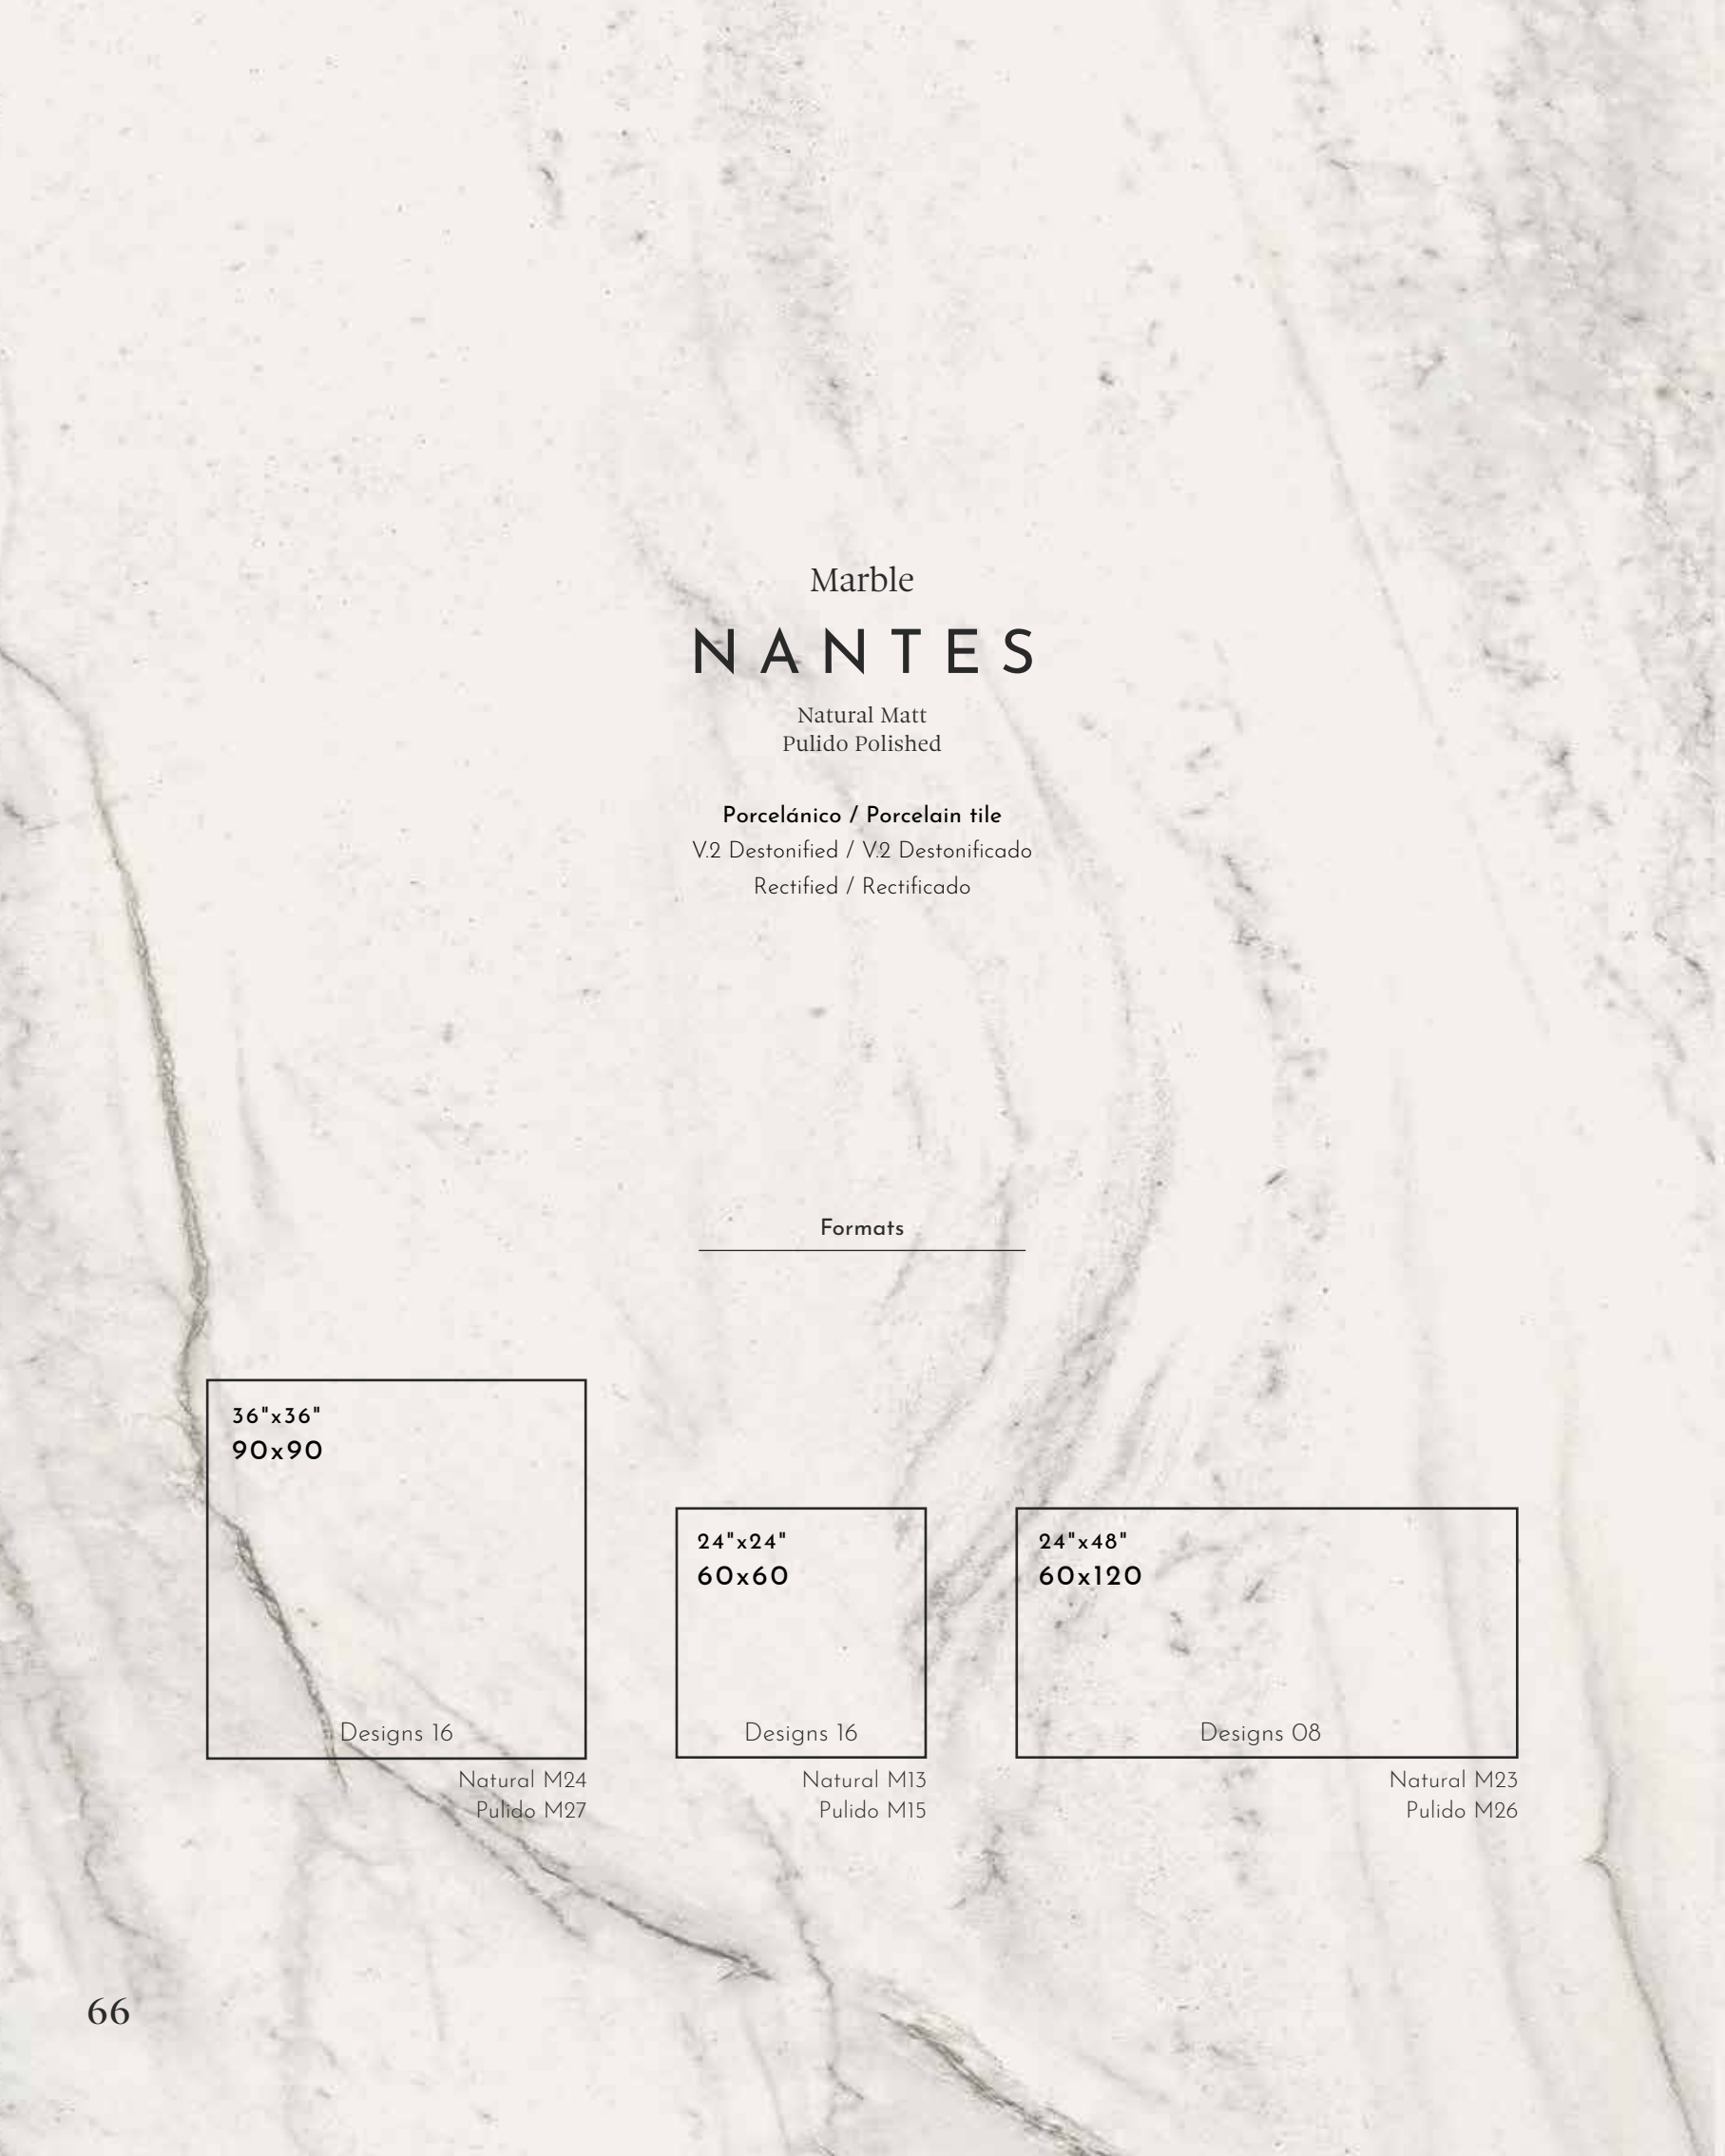 Marble
NANTES
Natural Matt
Pulido Polished
Porcelánico / Porcelain tile
V.2 Destonified / V.2 Destonificado
Rectified / Rectificado
Formats
36"x36"
90x90
Designs 16
Natural M24
Pulido M27
24"x24"
60x60
Designs 16
Natural M13
Pulido M15
24"x48"
60x120
Designs 08
Natural M23
Pulido M26
66